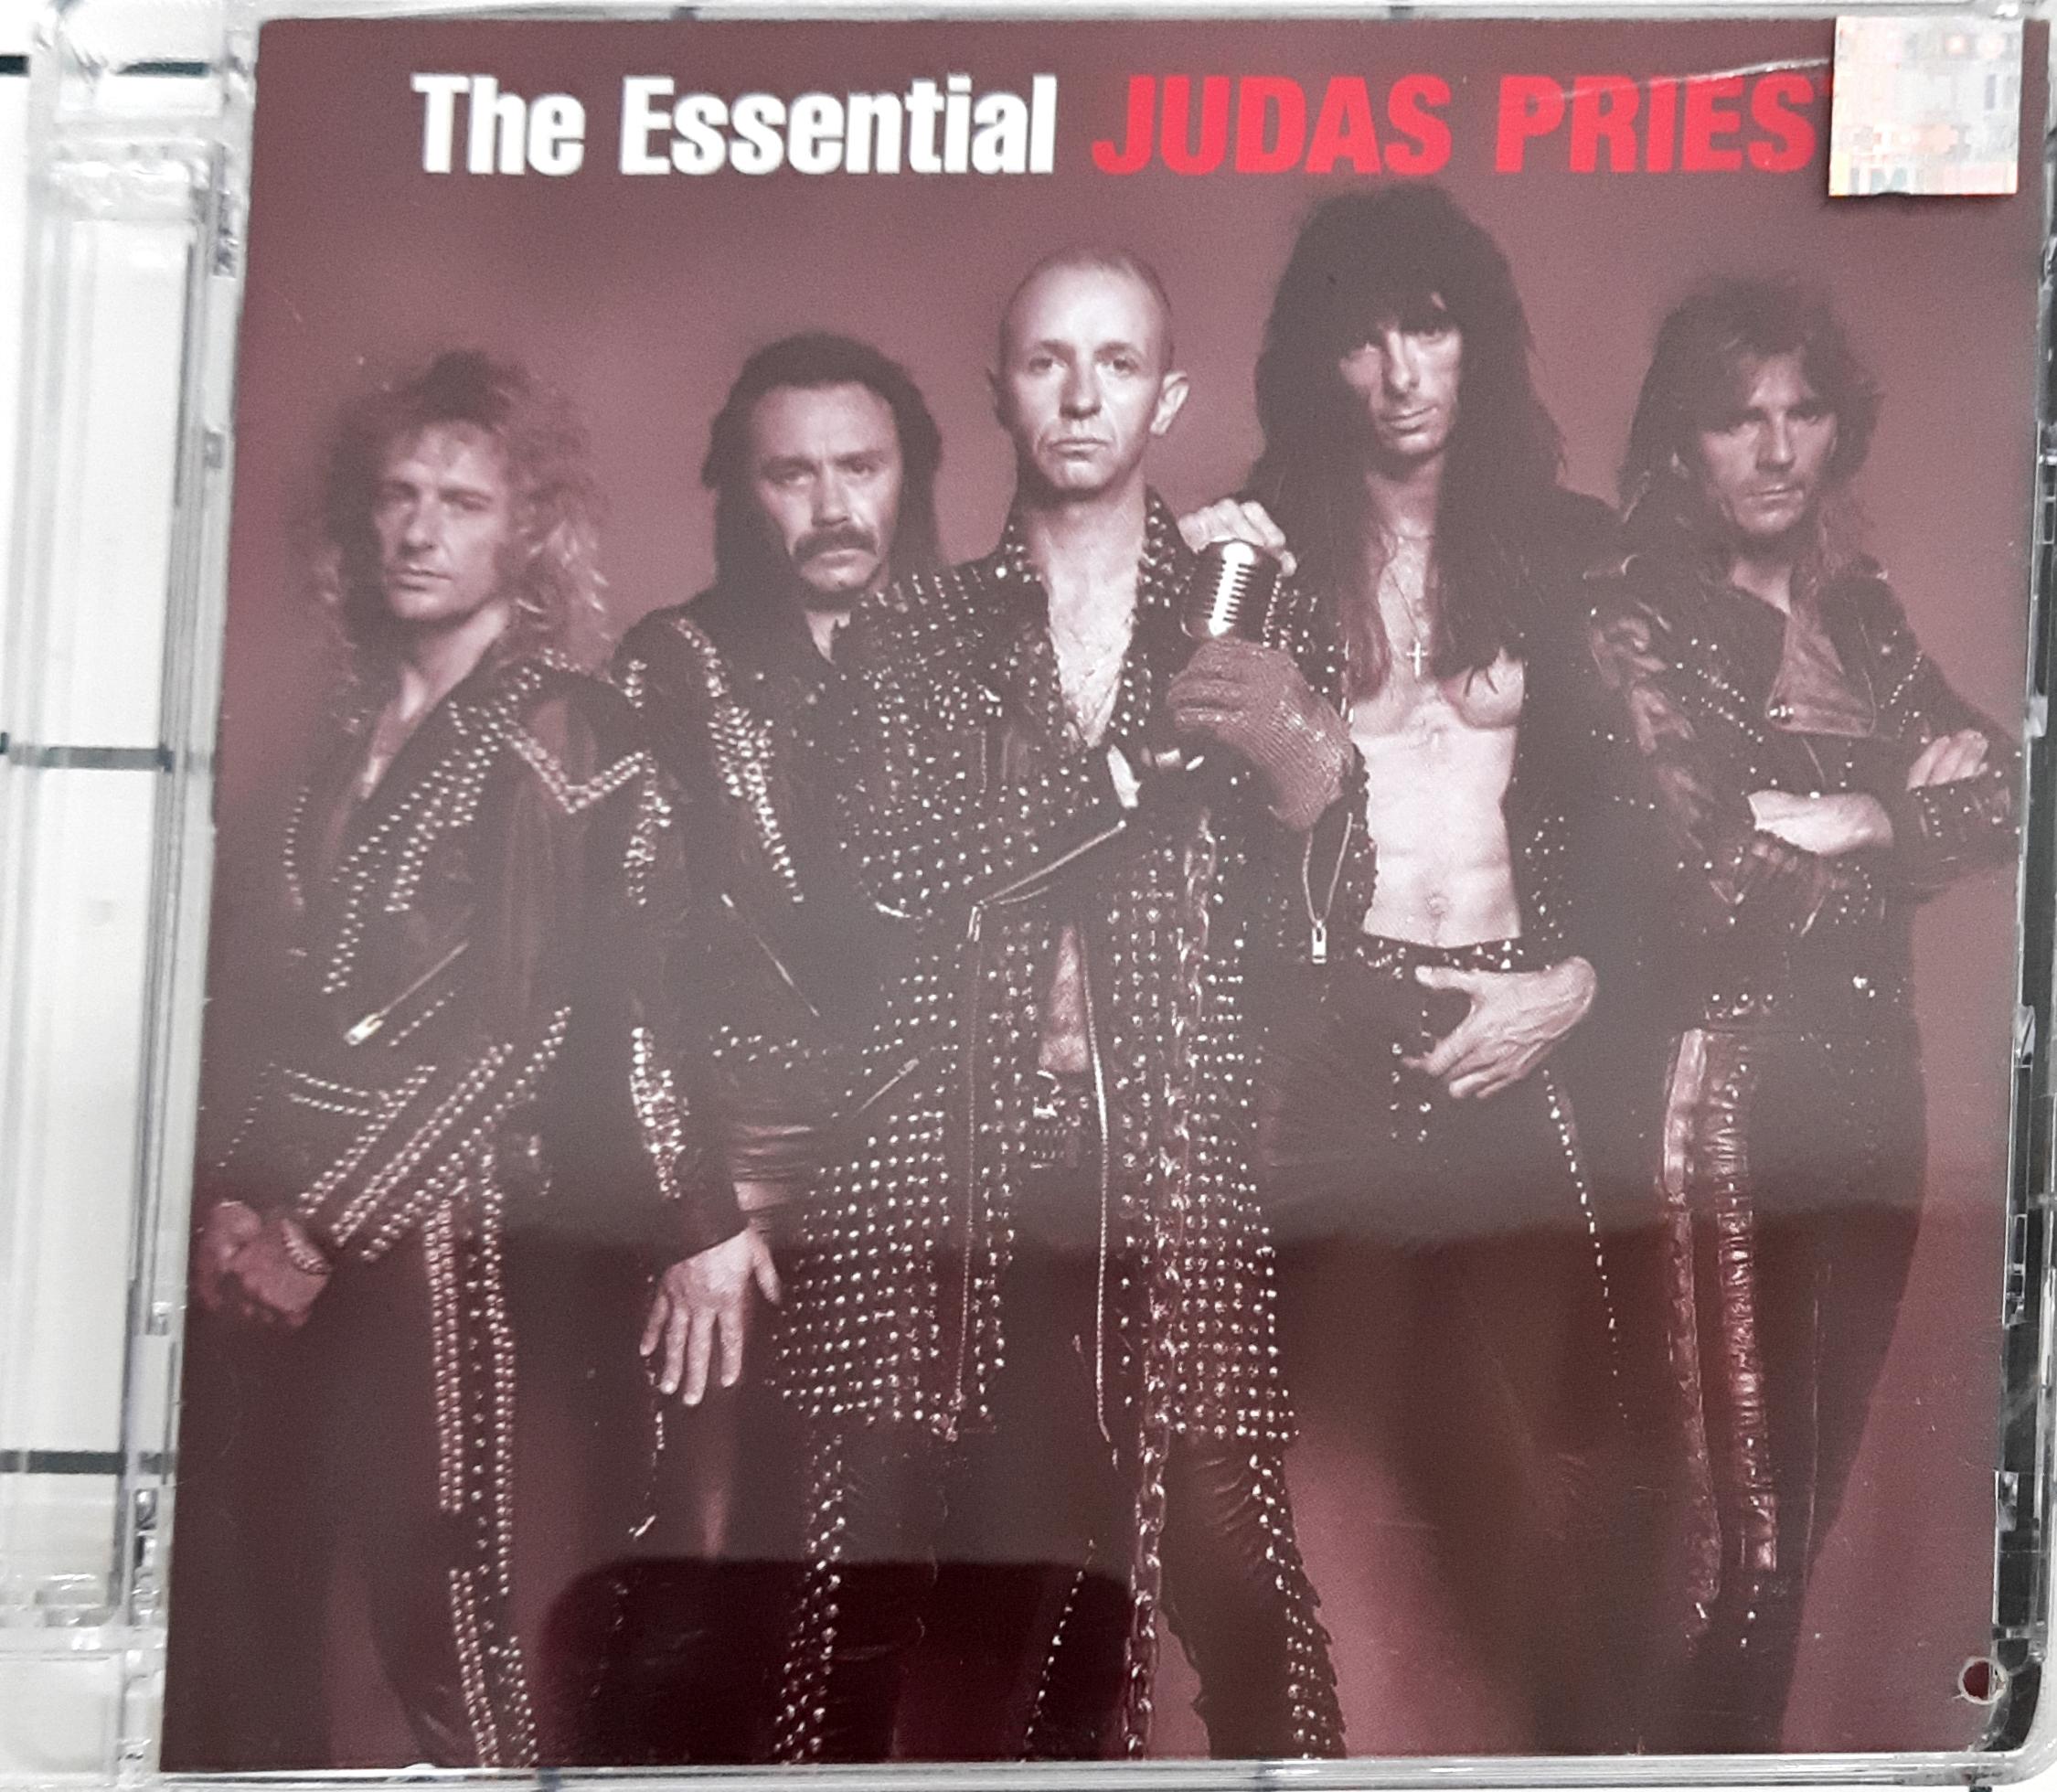 The Essential JUDAS PRIES